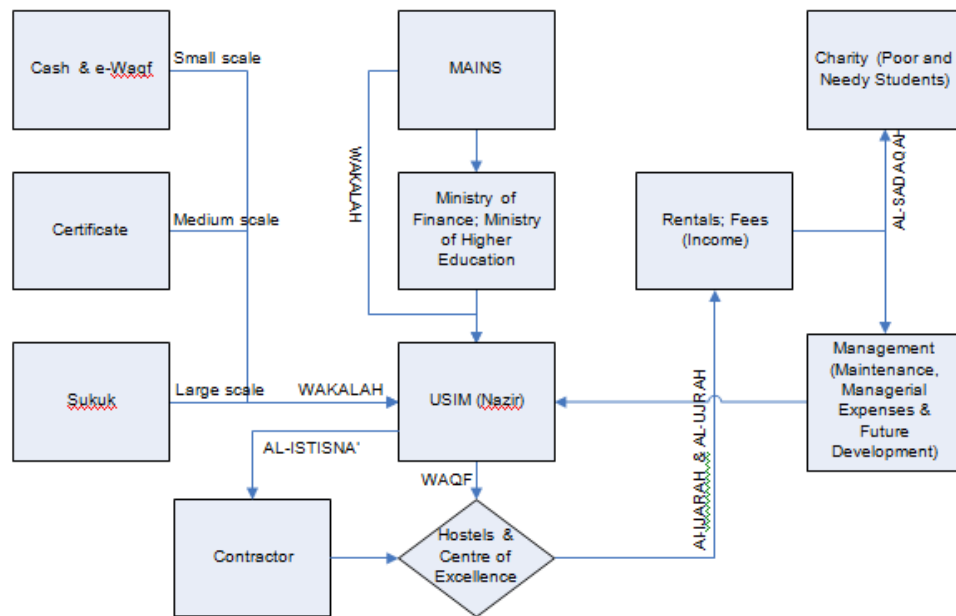 Cash & e-Waqf
Small scale
MAINS
Charity (Poor and
Needy Students)
WAKALAH
AL-SADAQAH
Certificate
Medium scale
Ministry of
Finance; Ministry
of Higher
Education
Rentals; Fees
(Income)
Sukuk
Large scale
WAKALAH
USIM (Nazir)
Management
(Maintenance,
Managerial
Expenses &
Future
Development)
AL-ISTISNA'
WAQF
AHJARAH & AL-UJRAH
Contractor
Hostels &
Centre of
Excellence